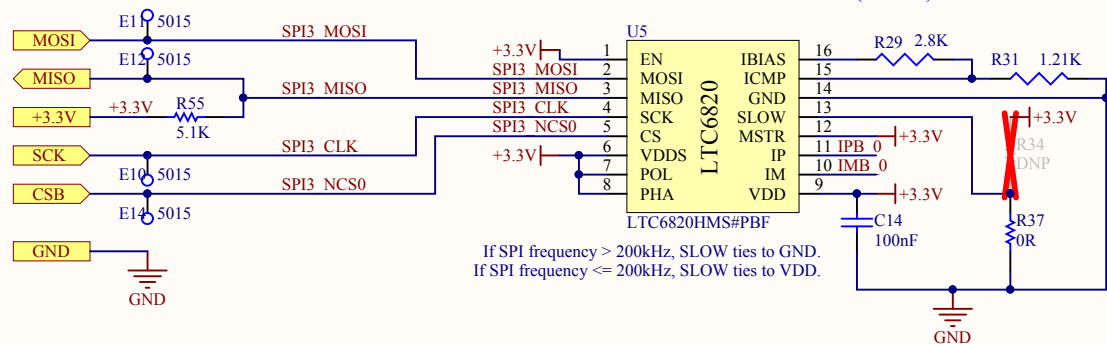 E11 5015
MOSI
SPI3_MOSI
E12 5015
MISO
SPI3_MISO
+3.3V
+3.3V
R55
5.1K
SCK
SPI3_CLK
E10 5015
CSB
SPI3_NCS0
E14 5015
GND
GND
U5
+3.3V
1 EN
SPI3_MOSI 2 MOSI
SPI3_MISO 3 MISO
SPI3_CLK 4 SCK
SPI3_NCS0 5 CS
+3.3V 6 VDDS
7 POL
8 PHA
LTC6820
IBIAS 16
ICMP 15
GND 14
SLOW 13
MSTR 12 +3.3V
IP 11 IPB_0
IM 10 IMB_0
VDD 9 +3.3V
LTC6820HMS#PBF
R29 2.8K
R31 1.21K
+3.3V
R34
DNP
R37
0R
C14
100nF
If SPI frequency > 200kHz, SLOW ties to GND.
If SPI frequency <= 200kHz, SLOW ties to VDD.
GND